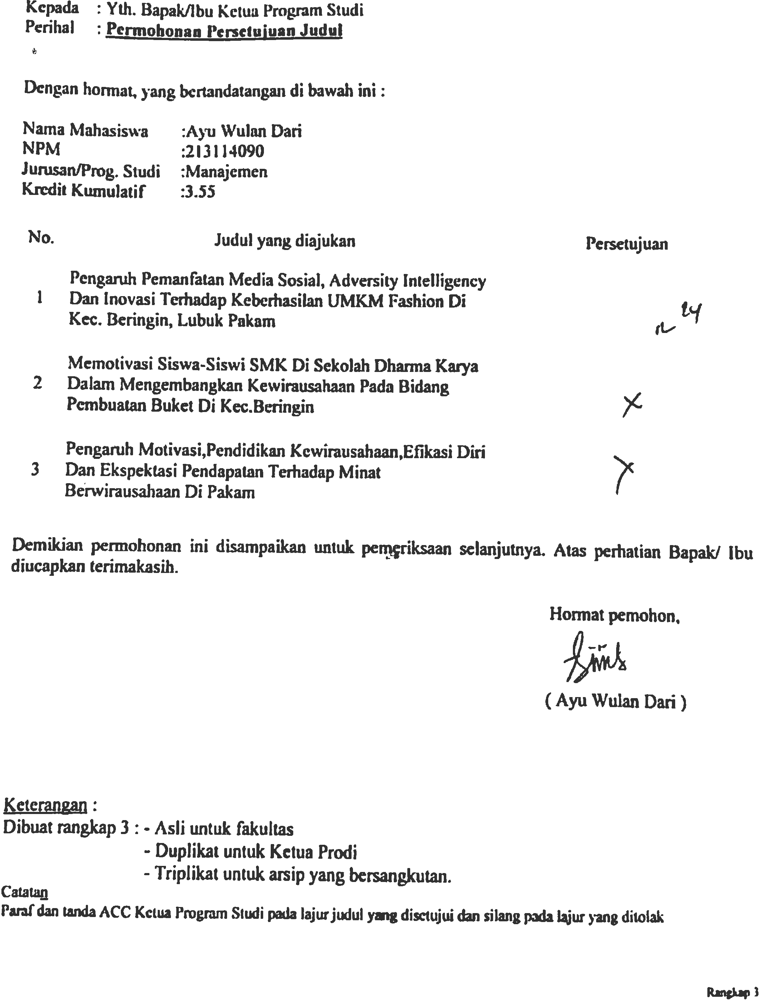 Kepada : Yth. Bapak/Ibu Ketua Program Studi
Perihal : Permohonan Persetujuan Judul
Dengan hormat, yang bertandatangan di bawah ini :
Nama Mahasiswa :Ayu Wulan Dari
NPM :213114090
Jurusan/Prog. Studi :Manajemen
Kredit Kumulatif :3.55
No. Judul yang diajukan Persetujuan
Pengaruh Pemanfatan Media Sosial, Adversity Intelligency
1 Dan Inovasi Terhadap Keberhasilan UMKM Fashion Di
Kec. Beringin, Lubuk Pakam
Memotivasi Siswa-Siswi SMK Di Sekolah Dharma Karya
2 Dalam Mengembangkan Kewirausahaan Pada Bidang
Pembuatan Buket Di Kec.Beringin
Pengaruh Motivasi,Pendidikan Kewirausahaan,Efikasi Diri
3 Dan Ekspektasi Pendapatan Terhadap Minat
Berwirausahaan Di Pakam
Demikian permohonan ini disampaikan untuk pemeriksaan selanjutnya. Atas perhatian Bapak/ Ibu
diucapkan terimakasih.
Hormat pemohon,
( Ayu Wulan Dari )
Keterangan :
Dibuat rangkap 3 : - Asli untuk fakultas
- Duplikat untuk Ketua Prodi
- Triplikat untuk arsip yang bersangkutan.
Catatan
Paraf dan tanda ACC Ketua Program Studi pada lajur judul yang disetujui dan silang pada lajur yang ditolak
Rangkap 3